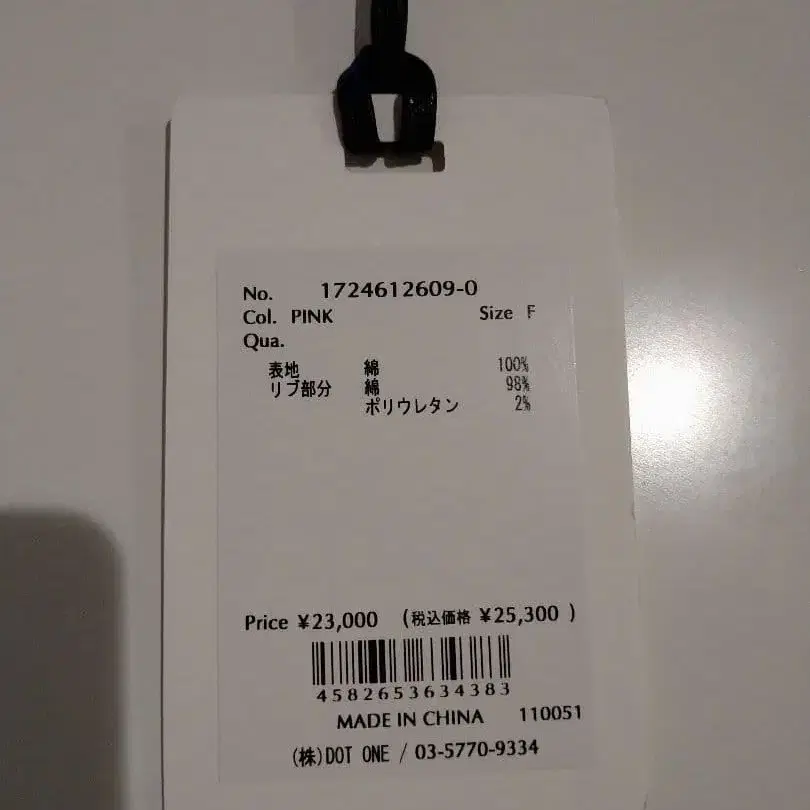 No. 1724612609-0
Col. PINK Size F
Qua.
表地 綿 100%
リブ部分 綿 98%
ポリウレタン 2%
Price ¥23,000 (税込価格 ¥25,300 )
4582653634383
MADE IN CHINA 110051
(株)DOT ONE / 03-5770-9334